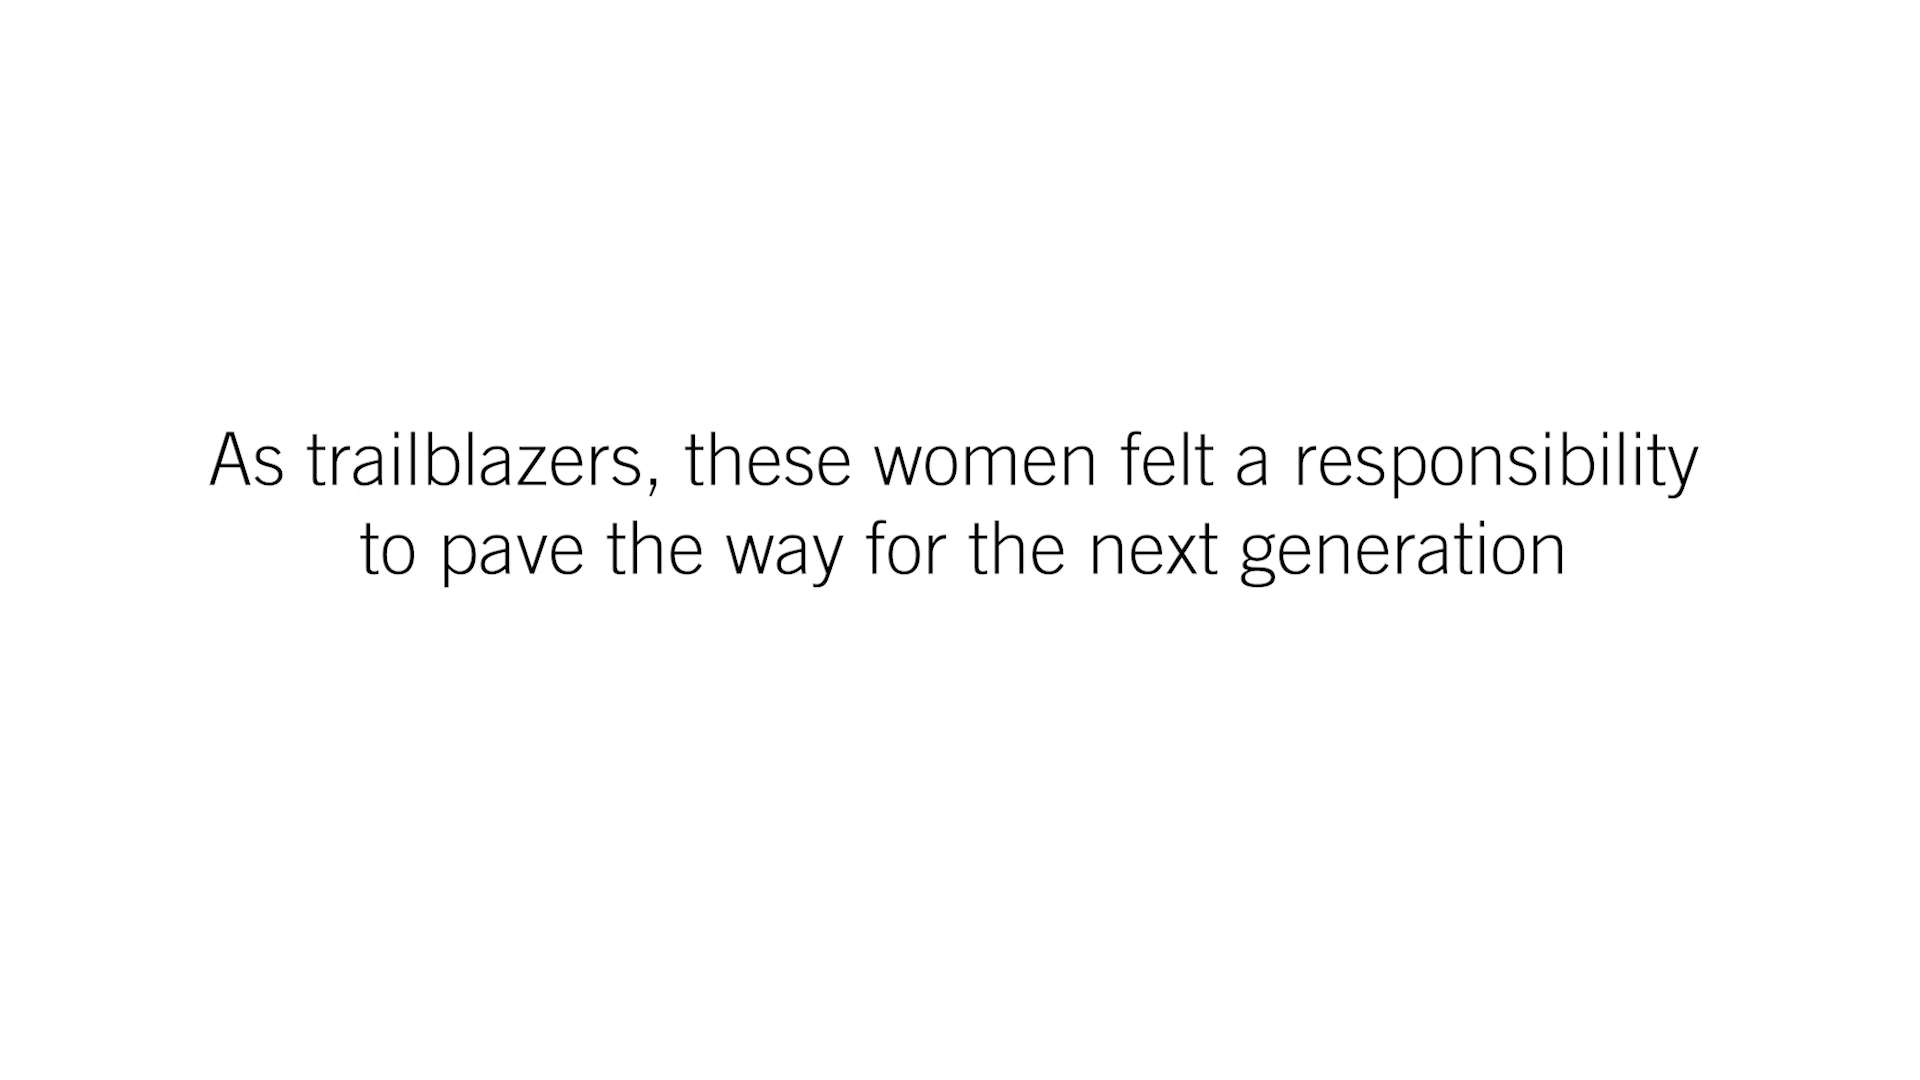 As trailblazers, these women felt a responsibility
to pave the way for the next generation